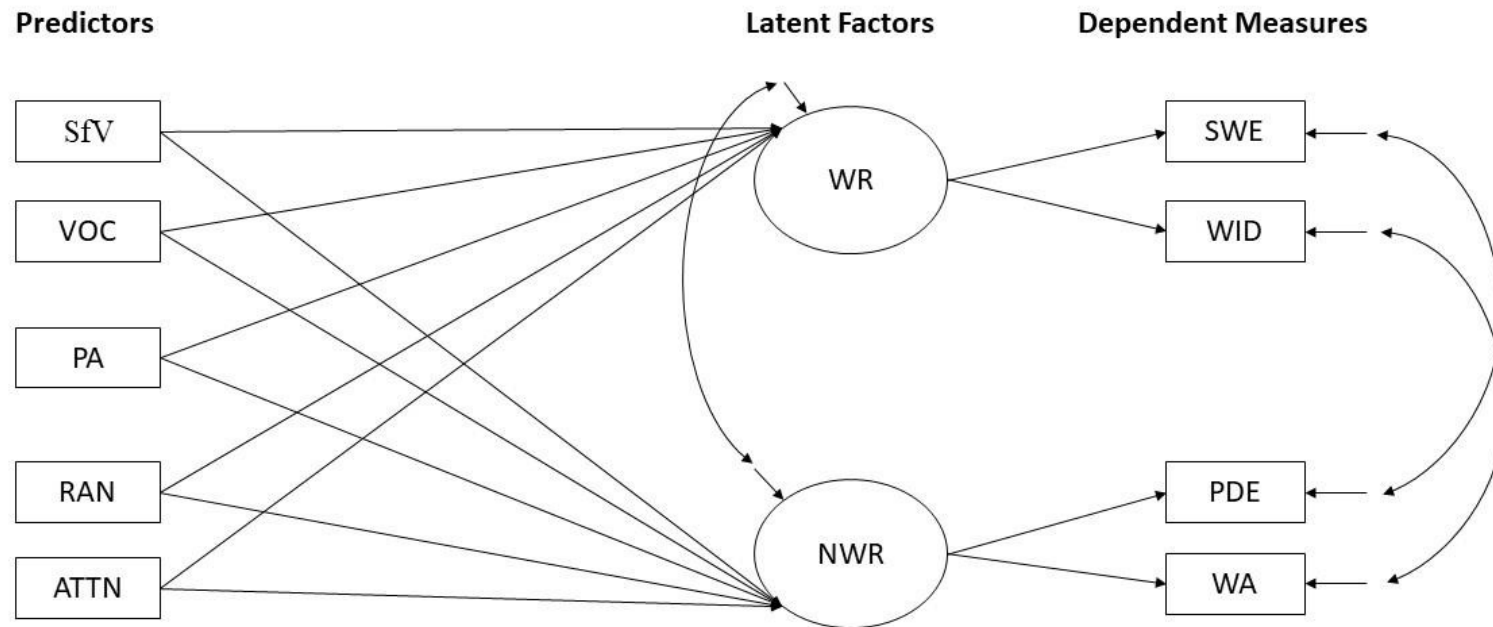 Predictors Latent Factors Dependent Measures
SfV
VOC
PA
RAN
ATTN
WR
NWR
SWE
WID
PDE
WA